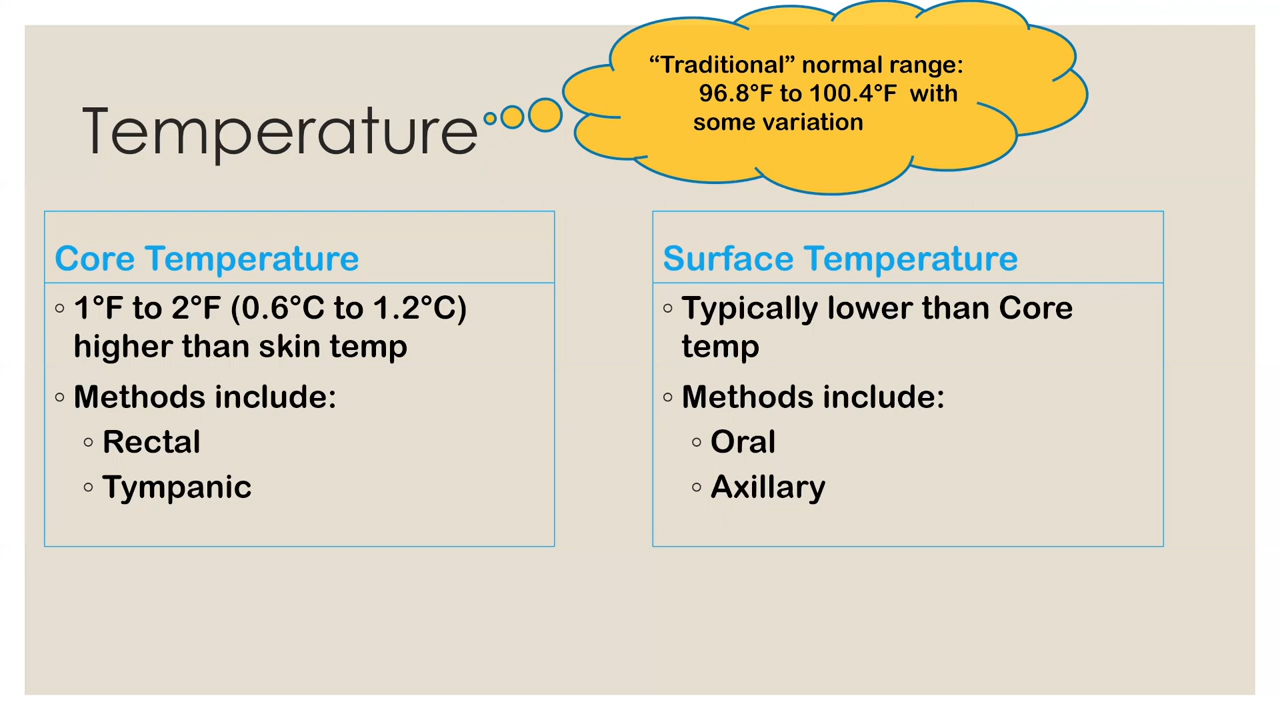 Temperature
“Traditional” normal range:
96.8°F to 100.4°F with
some variation
Core Temperature
◦ 1°F to 2°F (0.6°C to 1.2°C)
higher than skin temp
◦ Methods include:
◦ Rectal
◦ Tympanic
Surface Temperature
◦ Typically lower than Core
temp
◦ Methods include:
◦ Oral
◦ Axillary